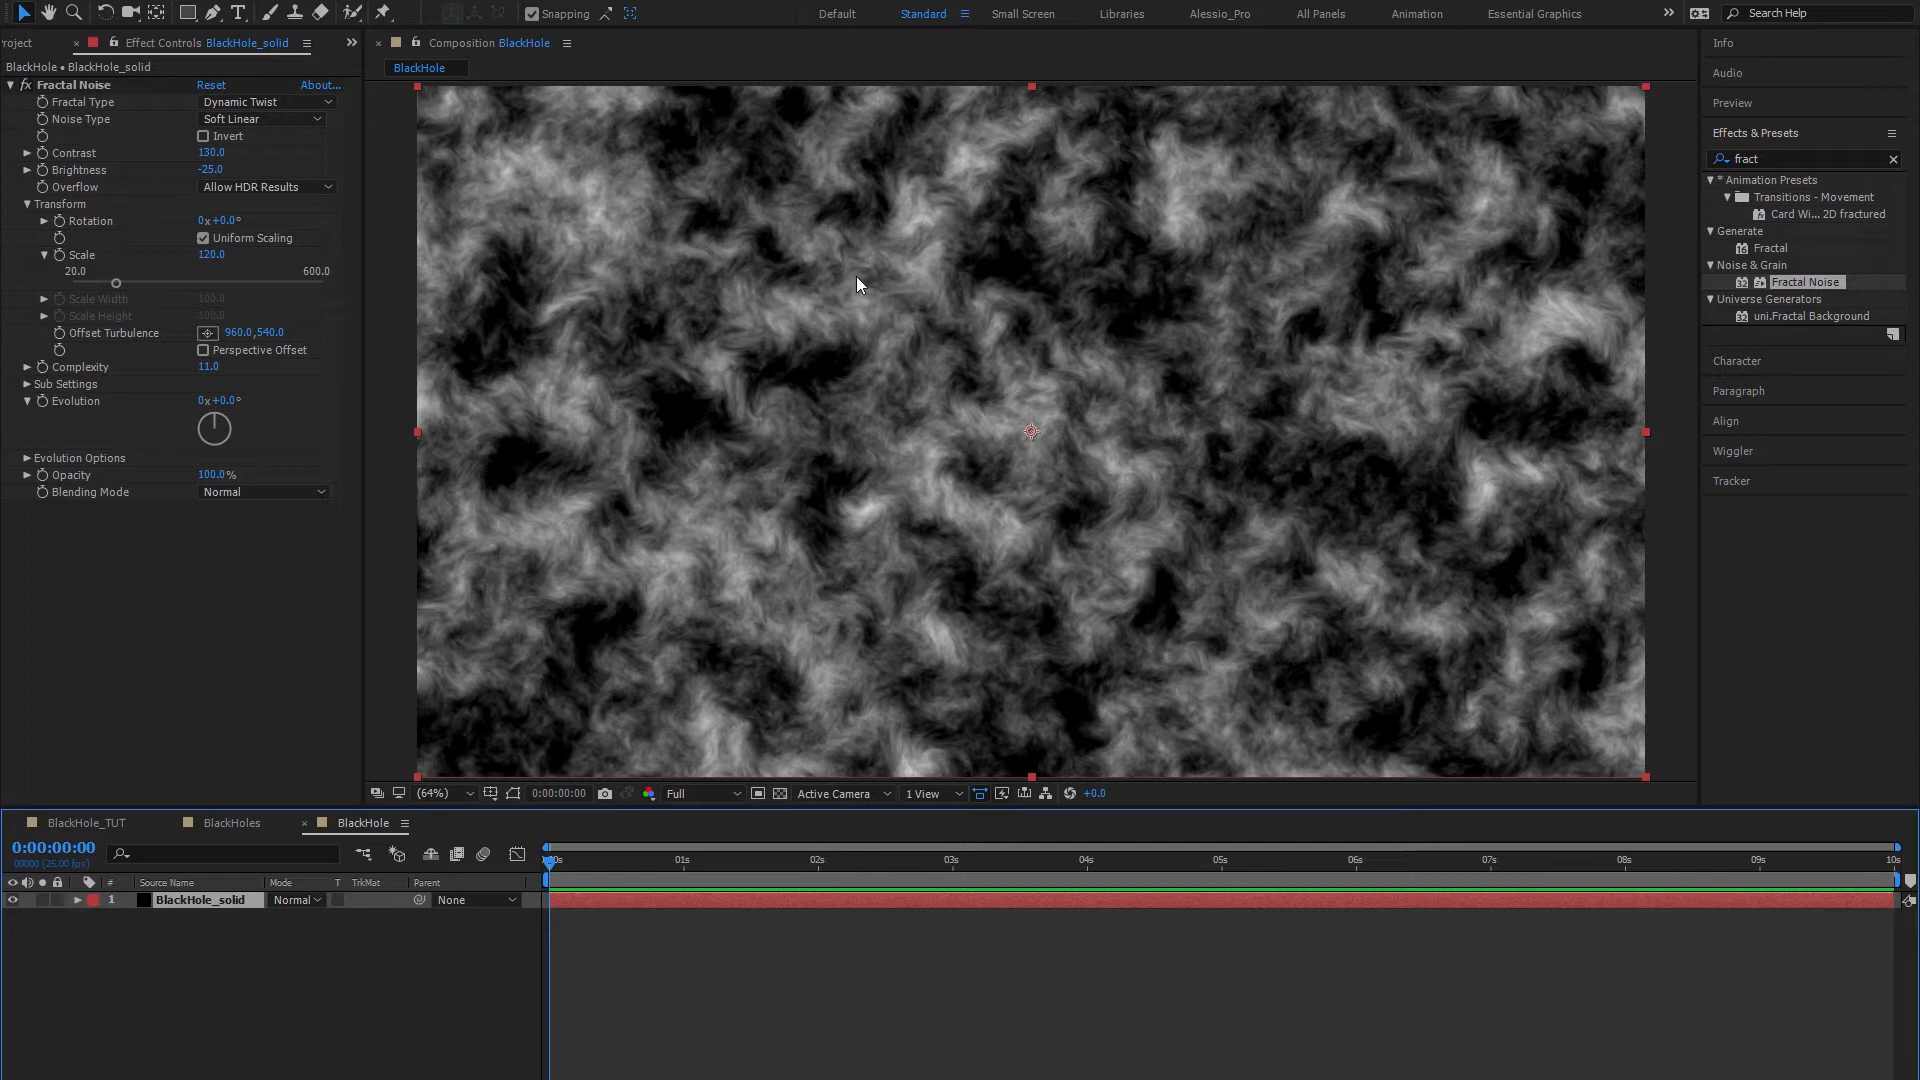 Snapping
Default
Standard
Small Screen
Libraries
Alessio_Pro
All Panels
Animation
Essential Graphics
Search Help
roject
Effect Controls BlackHole_solid
Composition BlackHole
Info
BlackHole • BlackHole_solid
BlackHole
Audio
Fractal Noise Reset About...
Fractal Type Dynamic Twist
Preview
Noise Type Soft Linear
Invert
Effects & Presets
Contrast 130.0
fract
Brightness -25.0
Overflow Allow HDR Results
* Animation Presets
Transform
Transitions - Movement
Rotation 0x+0.0°
Card Wi... 2D fractured
Uniform Scaling
Generate
Scale 120.0
Fractal
20.0 600.0
Noise & Grain
Fractal Noise
Scale Width 100.0
Universe Generators
Scale Height 100.0
uni.Fractal Background
Offset Turbulence 960.0,540.0
Perspective Offset
Complexity 11.0
Character
Sub Settings
Paragraph
Evolution 0x+0.0°
Align
Wiggler
Evolution Options
Opacity 100.0%
Tracker
Blending Mode Normal
(64%) 0:00:00:00 Full Active Camera 1 View +0.0
BlackHole_TUT BlackHoles BlackHole
0:00:00:00
00000 (25.00 fps)
01s 02s 03s 04s 05s 06s 07s 08s 09s 10s
# Source Name Mode T TrkMat Parent
1 BlackHole_solid Normal None